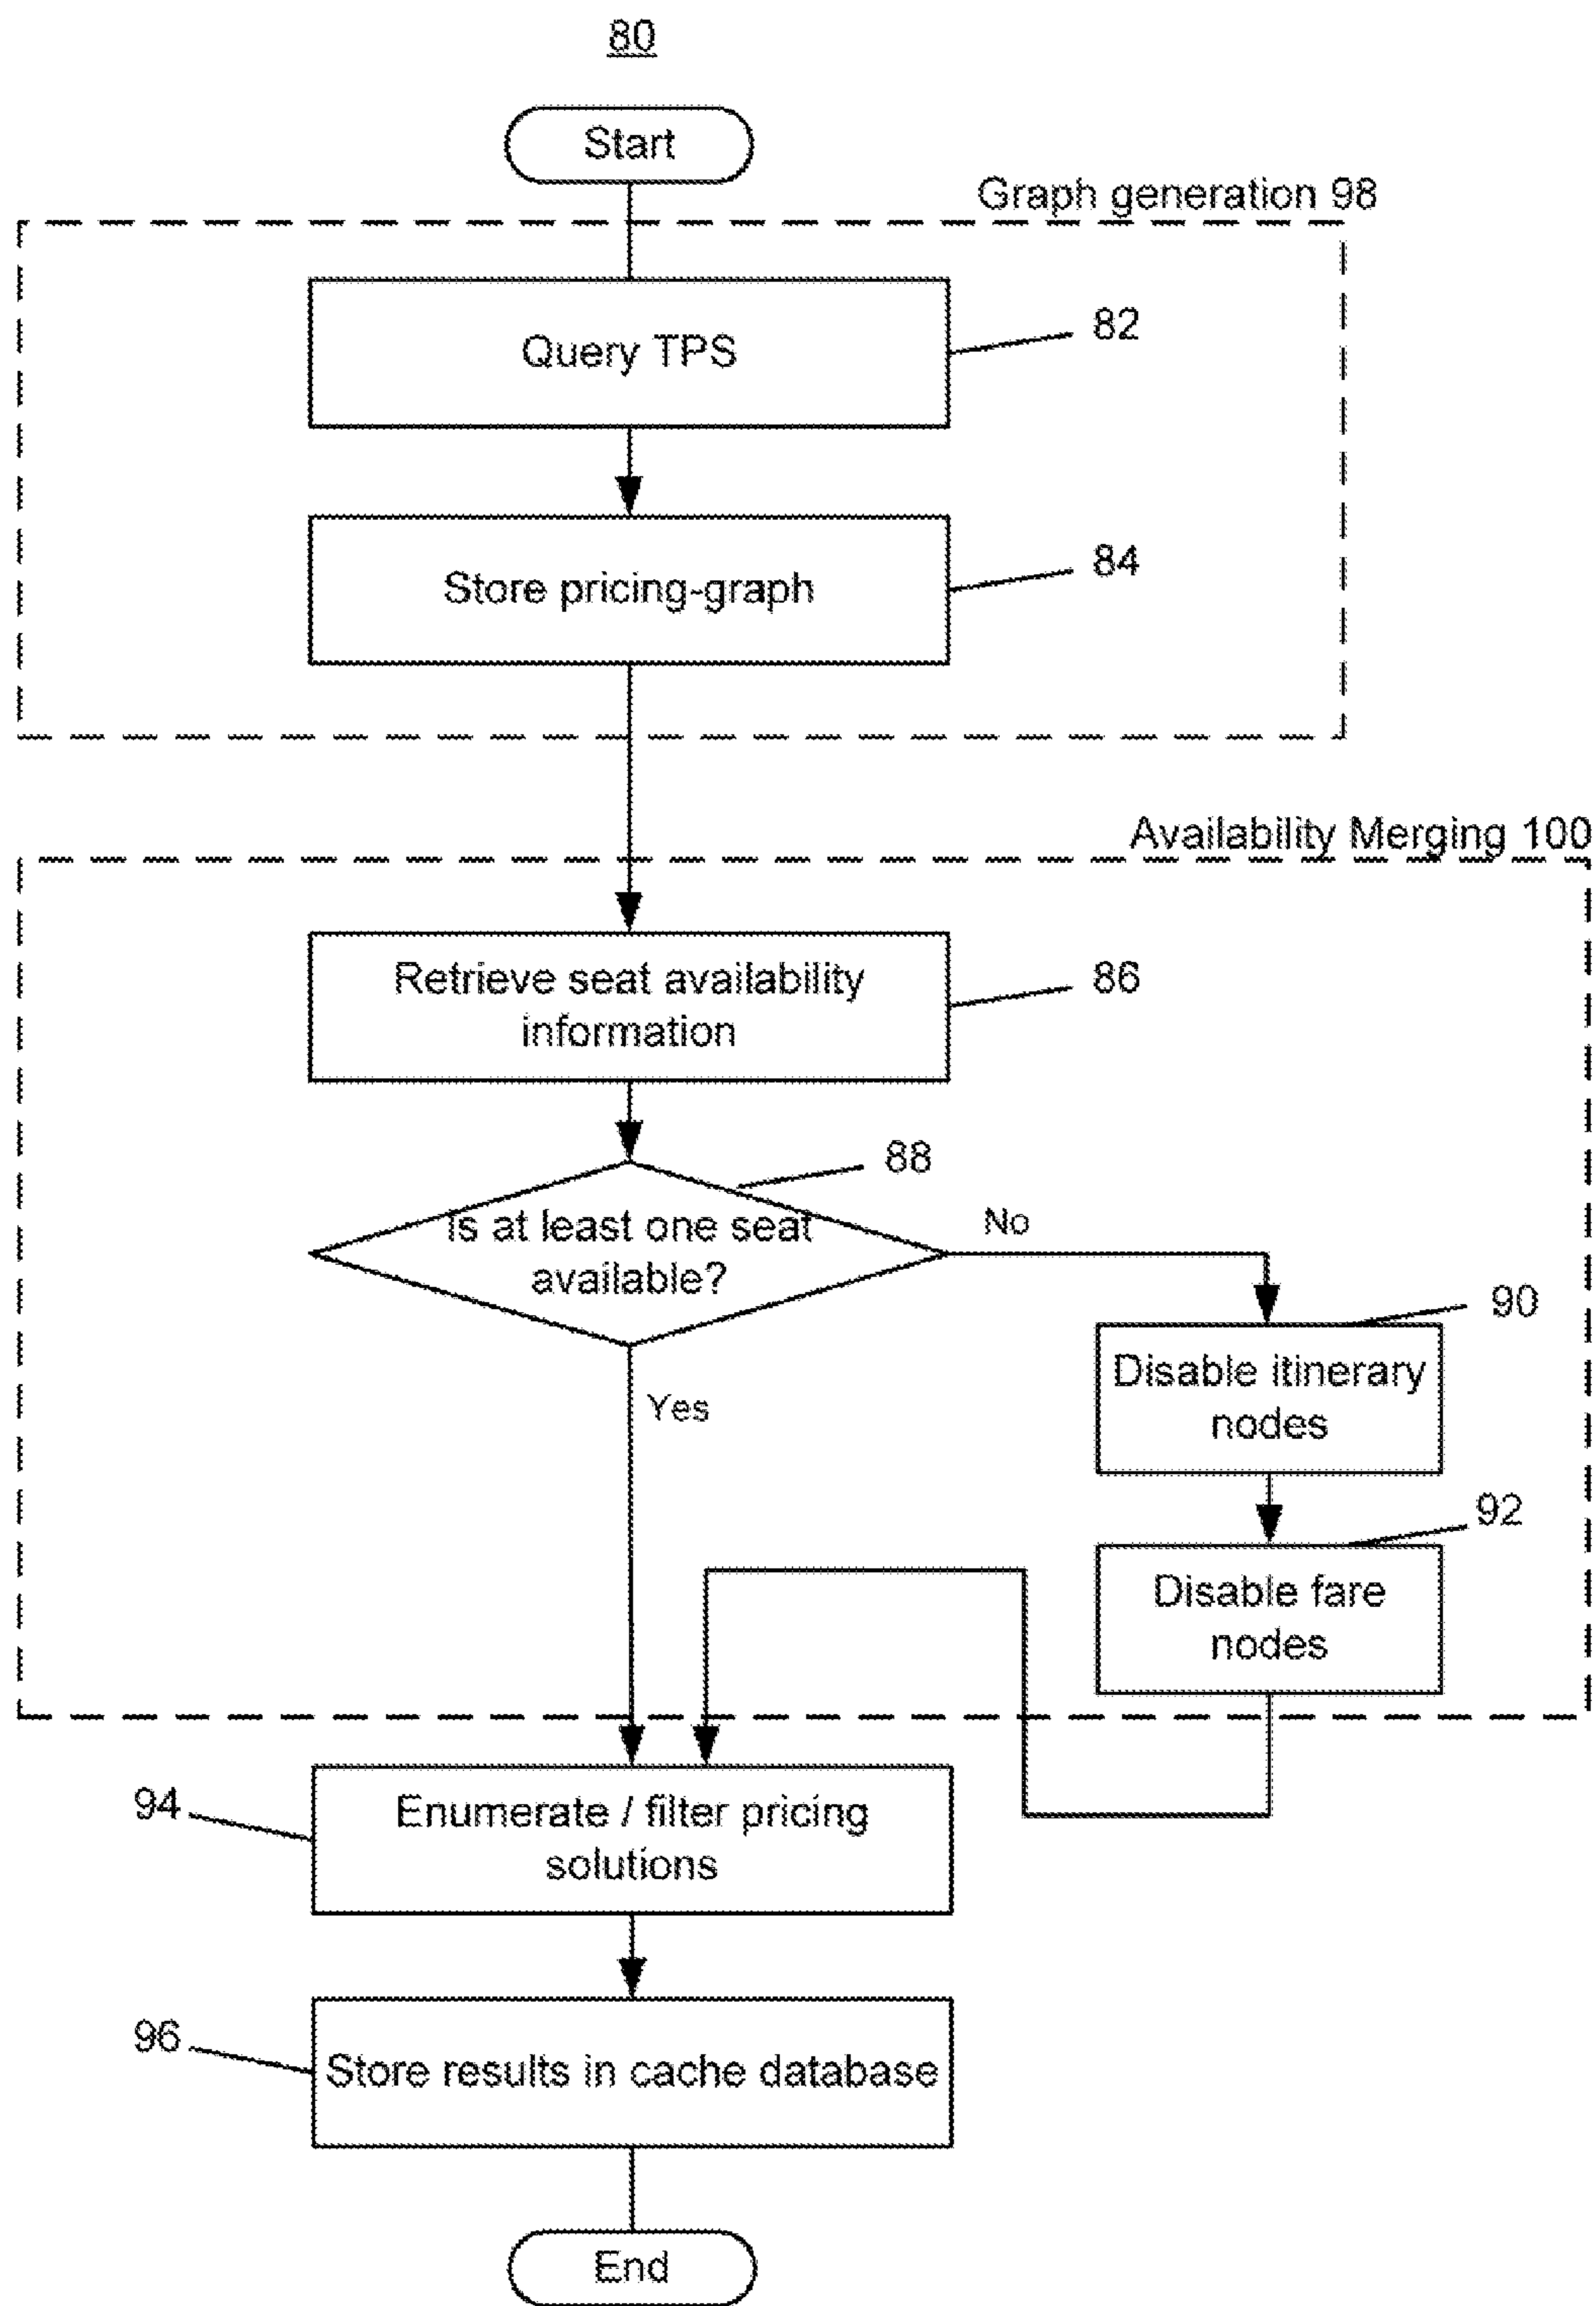 80
Start
Graph generation 98
Query TPS
82
Store pricing-graph
84
Availability Merging 100
Retrieve seat availability
information
86
88
Is at least one seat
available?
No
Yes
90
Disable itinerary
nodes
92
Disable fare
nodes
94
Enumerate / filter pricing
solutions
96
Store results in cache database
End